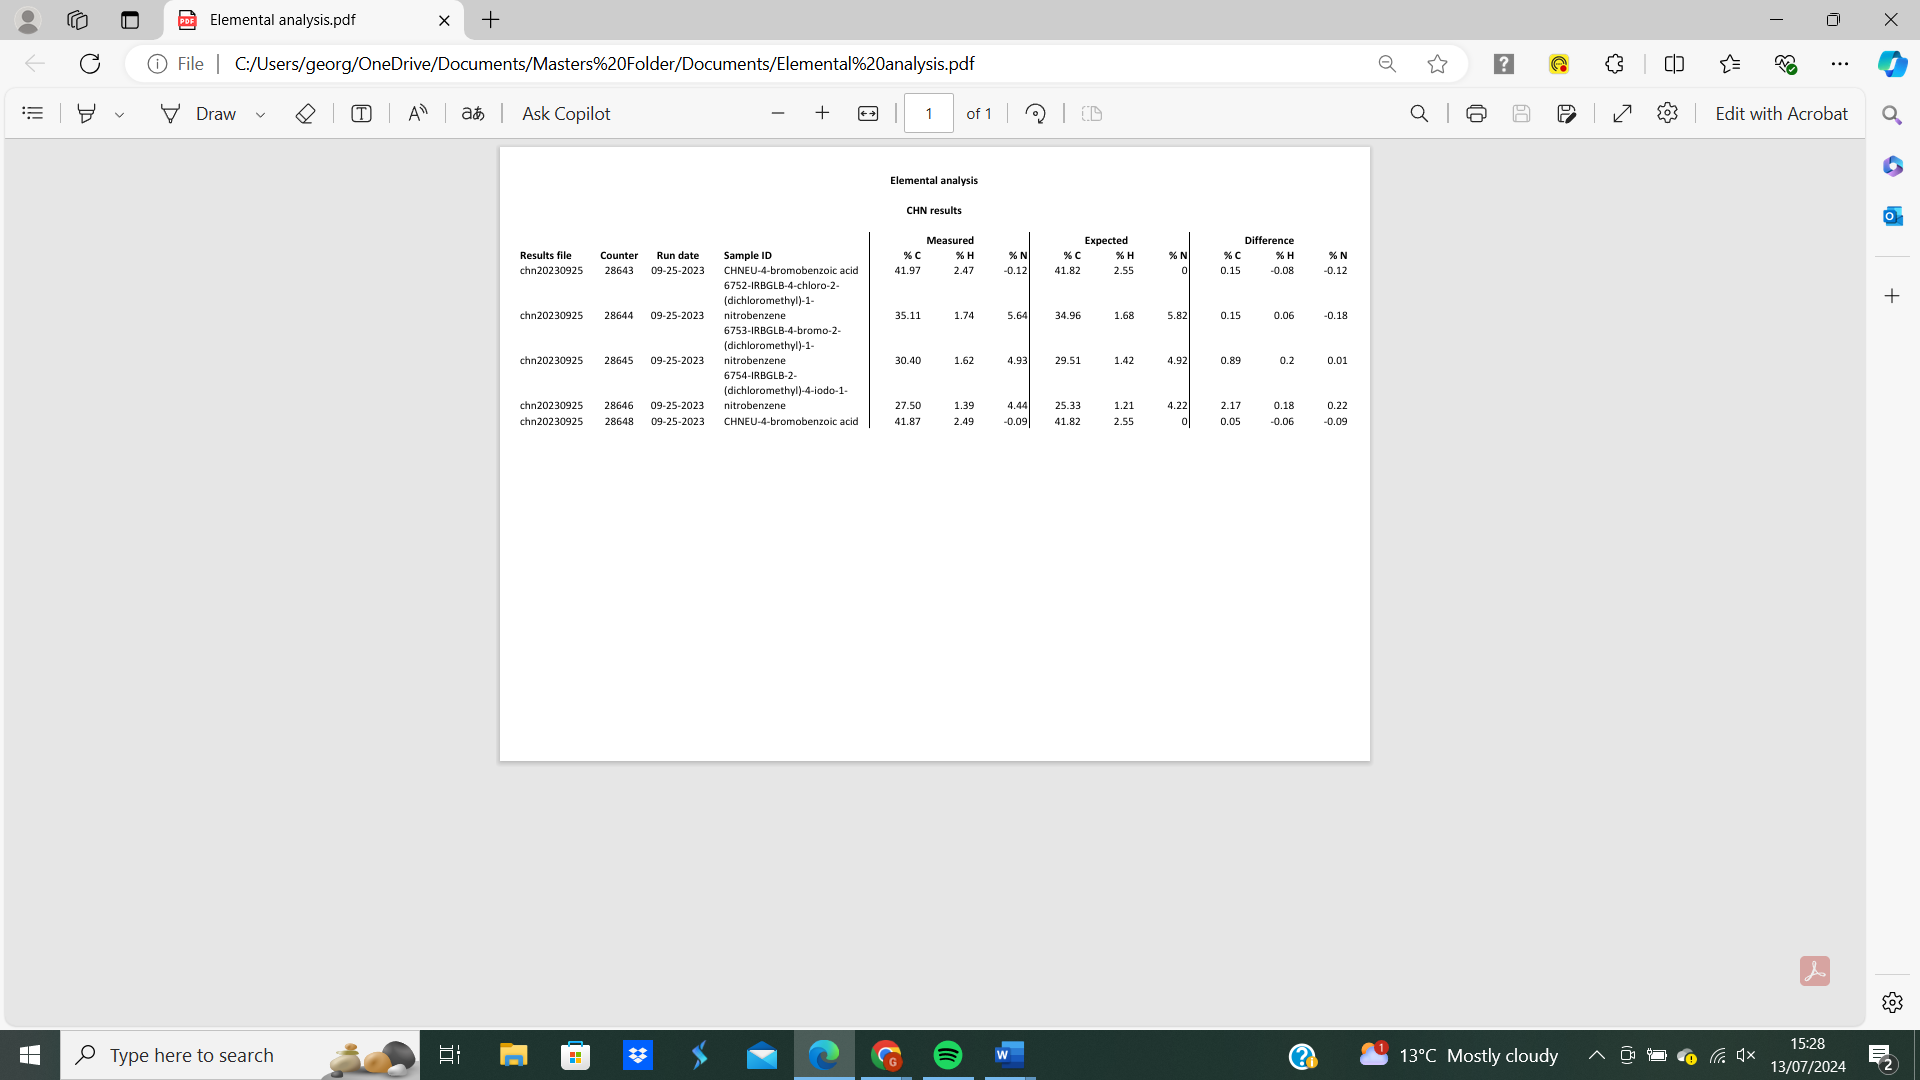 Elemental analysis.pdf
File C:/Users/georg/OneDrive/Documents/Masters%20Folder/Documents/Elemental%20analysis.pdf
Draw aあ Ask Copilot 1 of 1 Edit with Acrobat
Elemental analysis
CHN results
Measured Expected Difference
Results file Counter Run date Sample ID % C % H % N % C % H % N % C % H % N
chn20230925 28643 09-25-2023 CHNEU-4-bromobenzoic acid 41.97 2.47 -0.12 41.82 2.55 0 0.15 -0.08 -0.12
6752-IRBGLB-4-chloro-2-
(dichloromethyl)-1-
chn20230925 28644 09-25-2023 nitrobenzene 35.11 1.74 5.64 34.96 1.68 5.82 0.15 0.06 -0.18
6753-IRBGLB-4-bromo-2-
(dichloromethyl)-1-
chn20230925 28645 09-25-2023 nitrobenzene 30.40 1.62 4.93 29.51 1.42 4.92 0.89 0.2 0.01
6754-IRBGLB-2-
(dichloromethyl)-4-iodo-1-
chn20230925 28646 09-25-2023 nitrobenzene 27.50 1.39 4.44 25.33 1.21 4.22 2.17 0.18 0.22
chn20230925 28648 09-25-2023 CHNEU-4-bromobenzoic acid 41.87 2.49 -0.09 41.82 2.55 0 0.05 -0.06 -0.09
Type here to search
13°C Mostly cloudy
15:28
13/07/2024
2